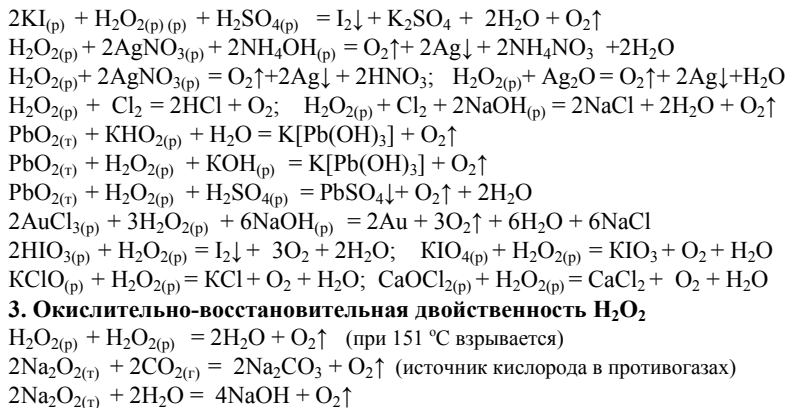 2KI(р) + H₂O₂(р) (р) + H₂SO₄(р) = I₂↓ + K₂SO₄ + 2H₂O + O₂↑
H₂O₂(р) + 2AgNO₃(р) + 2NH₄OH(р) = O₂↑+ 2Ag↓ + 2NH₄NO₃ +2H₂O
H₂O₂(р)+ 2AgNO₃(р) = O₂↑+2Ag↓ + 2HNO₃; H₂O₂(р)+ Ag₂O = O₂↑+ 2Ag↓+H₂O
H₂O₂(р) + Cl₂ = 2HCl + O₂; H₂O₂(р) + Cl₂ + 2NaOH(р) = 2NaCl + 2H₂O + O₂↑
PbO₂(т) + KHO₂(р) + H₂O = K[Pb(OH)₃] + O₂↑
PbO₂(т) + H₂O₂(р) + KOH(р) = K[Pb(OH)₃] + O₂↑
PbO₂(т) + H₂O₂(р) + H₂SO₄(р) = PbSO₄↓+ O₂↑ + 2H₂O
2AuCl₃(р) + 3H₂O₂(р) + 6NaOH(р) = 2Au + 3O₂↑ + 6H₂O + 6NaCl
2HIO₃(р) + H₂O₂(р) = I₂↓ + 3O₂ + 2H₂O; KIO₄(р) + H₂O₂(р) = KIO₃ + O₂ + H₂O
KClO(р) + H₂O₂(р) = KCl + O₂ + H₂O; CaOCl₂(р) + H₂O₂(р) = CaCl₂ + O₂ + H₂O
3. Окислительно-восстановительная двойственность H₂O₂
H₂O₂(р) + H₂O₂(р) = 2H₂O + O₂↑ (при 151 ºС взрывается)
2Na₂O₂(т) + 2CO₂(г) = 2Na₂CO₃ + O₂↑ (источник кислорода в противогазах)
2Na₂O₂(т) + 2H₂O = 4NaOH + O₂↑